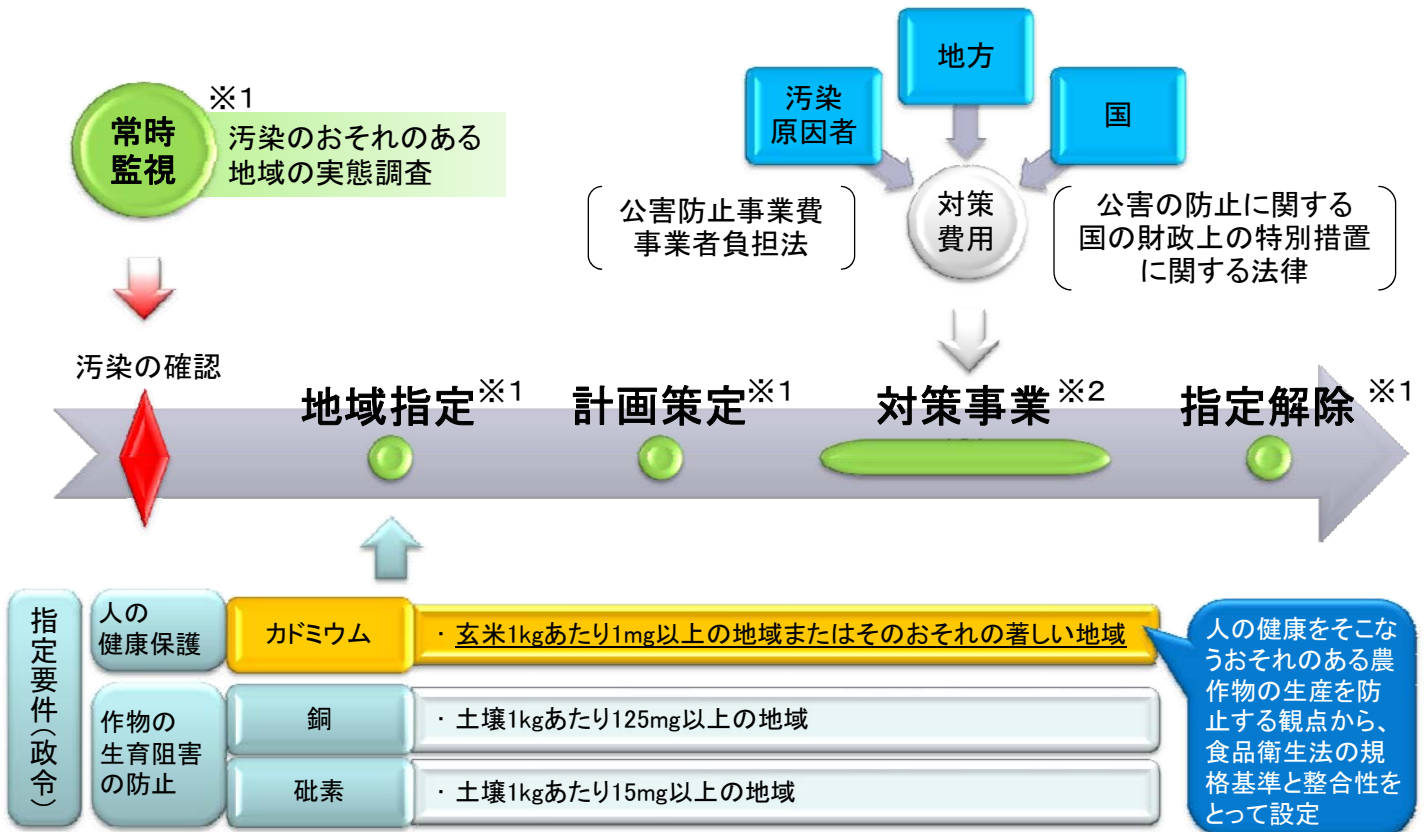 ※1
常時
監視
汚染のおそれのある
地域の実態調査
汚染
原因者
地方
国
公害防止事業費
事業者負担法
対策
費用
公害の防止に関する
国の財政上の特別措置
に関する法律
汚染の確認
地域指定※1
計画策定※1
対策事業※2
指定解除※1
指定要件(政令)
人の
健康保護
カドミウム
・玄米1kgあたり1mg以上の地域またはそのおそれの著しい地域
作物の
生育阻害
の防止
銅
・土壌1kgあたり125mg以上の地域
砒素
・土壌1kgあたり15mg以上の地域
人の健康をそこな
うおそれのある農
作物の生産を防
止する観点から、
食品衛生法の規
格基準と整合性を
とって設定